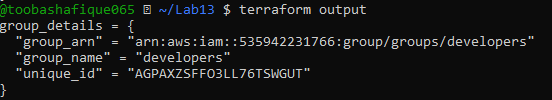 @toobashafique065 ~/Lab13 $ terraform output
group_details = {
"group_arn" = "arn:aws:iam::535942231766:group/groups/developers"
"group_name" = "developers"
"unique_id" = "AGPAXZSFFO3LL76TSWGUT"
}